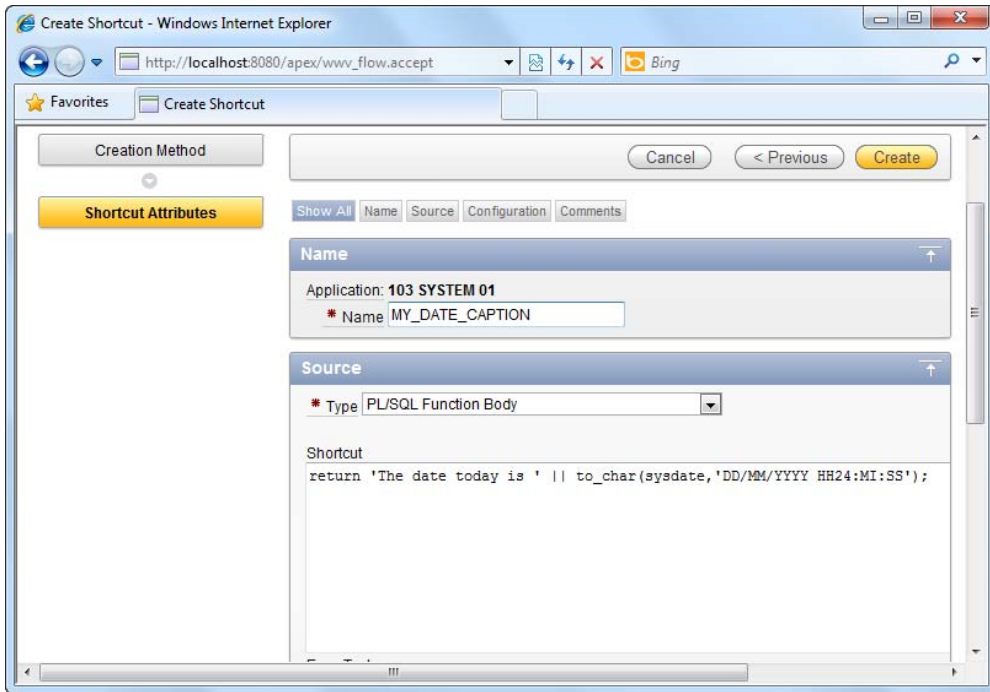 Create Shortcut - Windows Internet Explorer
http://localhost:8080/apex/wwv_flow.accept
Bing
Favorites
Create Shortcut
Creation Method
Cancel
< Previous
Create
Shortcut Attributes
Show All Name Source Configuration Comments
Name
Application: 103 SYSTEM 01
* Name MY_DATE_CAPTION
Source
* Type PL/SQL Function Body
Shortcut
return 'The date today is ' || to_char(sysdate,'DD/MM/YYYY HH24:MI:SS');